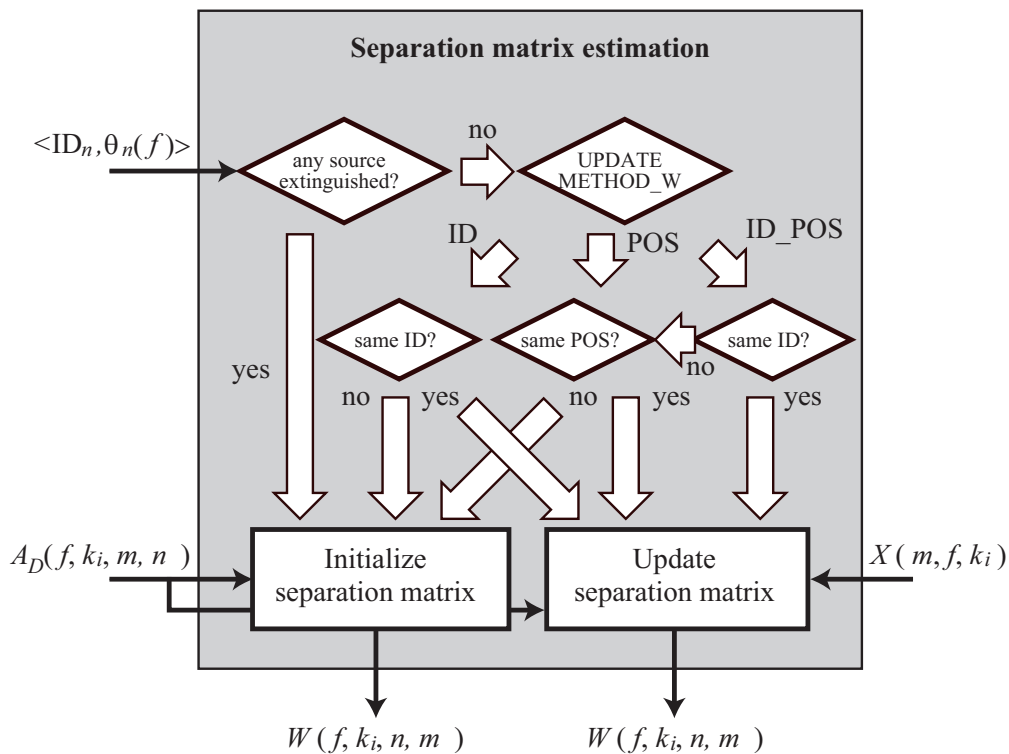 Separation matrix estimation
<IDn,θn(f)>
any source
extinguished?
no
UPDATE
METHOD_W
ID
POS
ID_POS
same ID?
same POS?
same ID?
no
yes
no
yes
no
yes
yes
AD(f, ki, m, n )
Initialize
separation matrix
Update
separation matrix
X( m, f, ki)
W(f, ki, n, m )
W(f, ki, n, m )